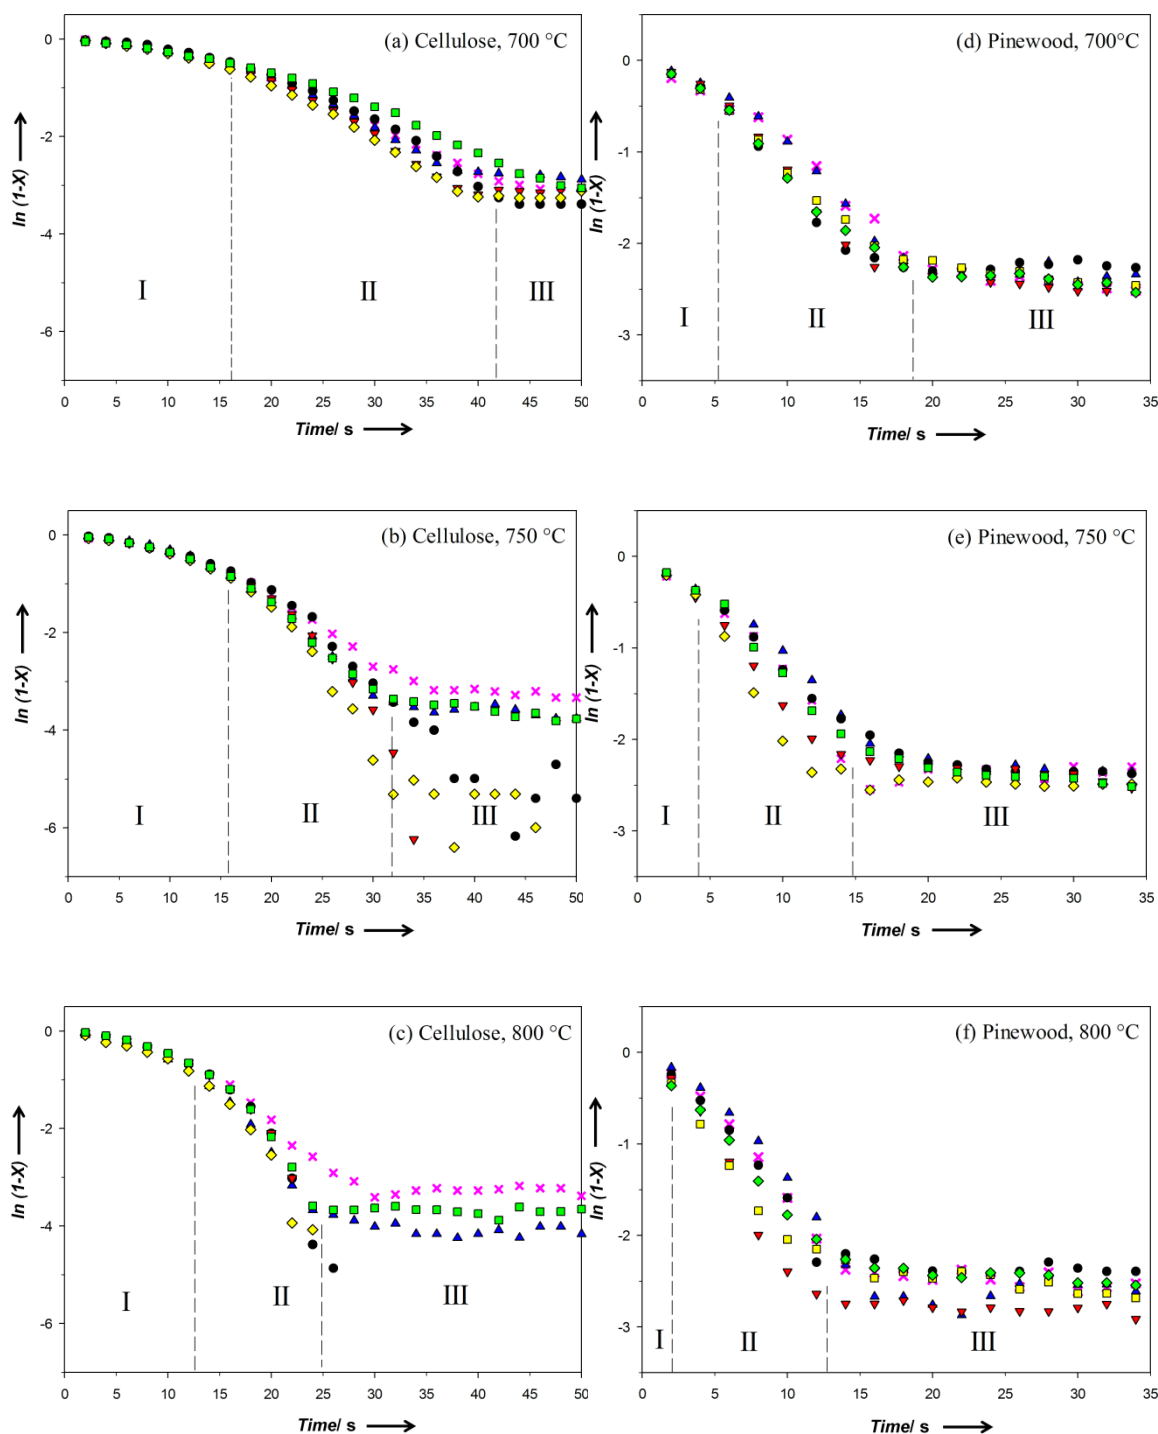 (a) Cellulose, 700 °C
0
-2
-4
-6
ln (1-X)
I
II
III
0 5 10 15 20 25 30 35 40 45 50
Time/ s
(d) Pinewood, 700°C
0
-1
-2
-3
ln (1-X)
I
II
III
0 5 10 15 20 25 30 35
Time/ s
(b) Cellulose, 750 °C
0
-2
-4
-6
ln (1-X)
I
II
III
0 5 10 15 20 25 30 35 40 45 50
Time/ s
(e) Pinewood, 750 °C
0
-1
-2
-3
ln (1-X)
I
II
III
0 5 10 15 20 25 30 35
Time/ s
(c) Cellulose, 800 °C
0
-2
-4
-6
ln (1-X)
I
II
III
0 5 10 15 20 25 30 35 40 45 50
Time/ s
(f) Pinewood, 800 °C
0
-1
-2
-3
ln (1-X)
I
II
III
0 5 10 15 20 25 30 35
Time/ s